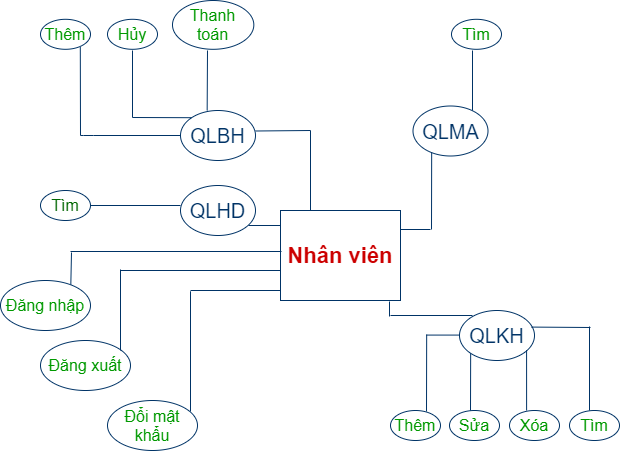 Thêm
Hủy
Thanh
toán
Tìm
QLBH
QLMA
Tìm
QLHD
Nhân viên
Đăng nhập
Đăng xuất
QLKH
Đổi mật
khẩu
Thêm
Sửa
Xóa
Tìm